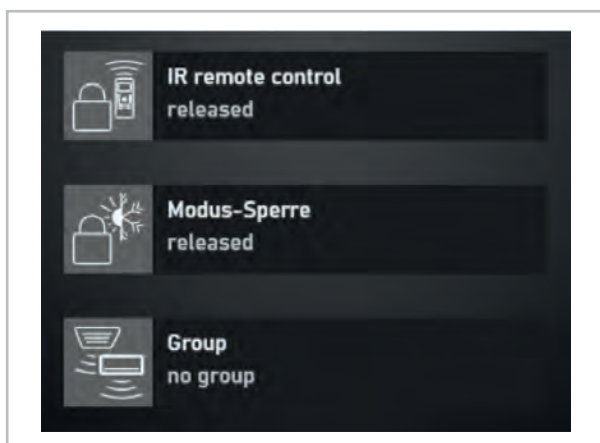 IR remote control
released
Modus-Sperre
released
Group
no group